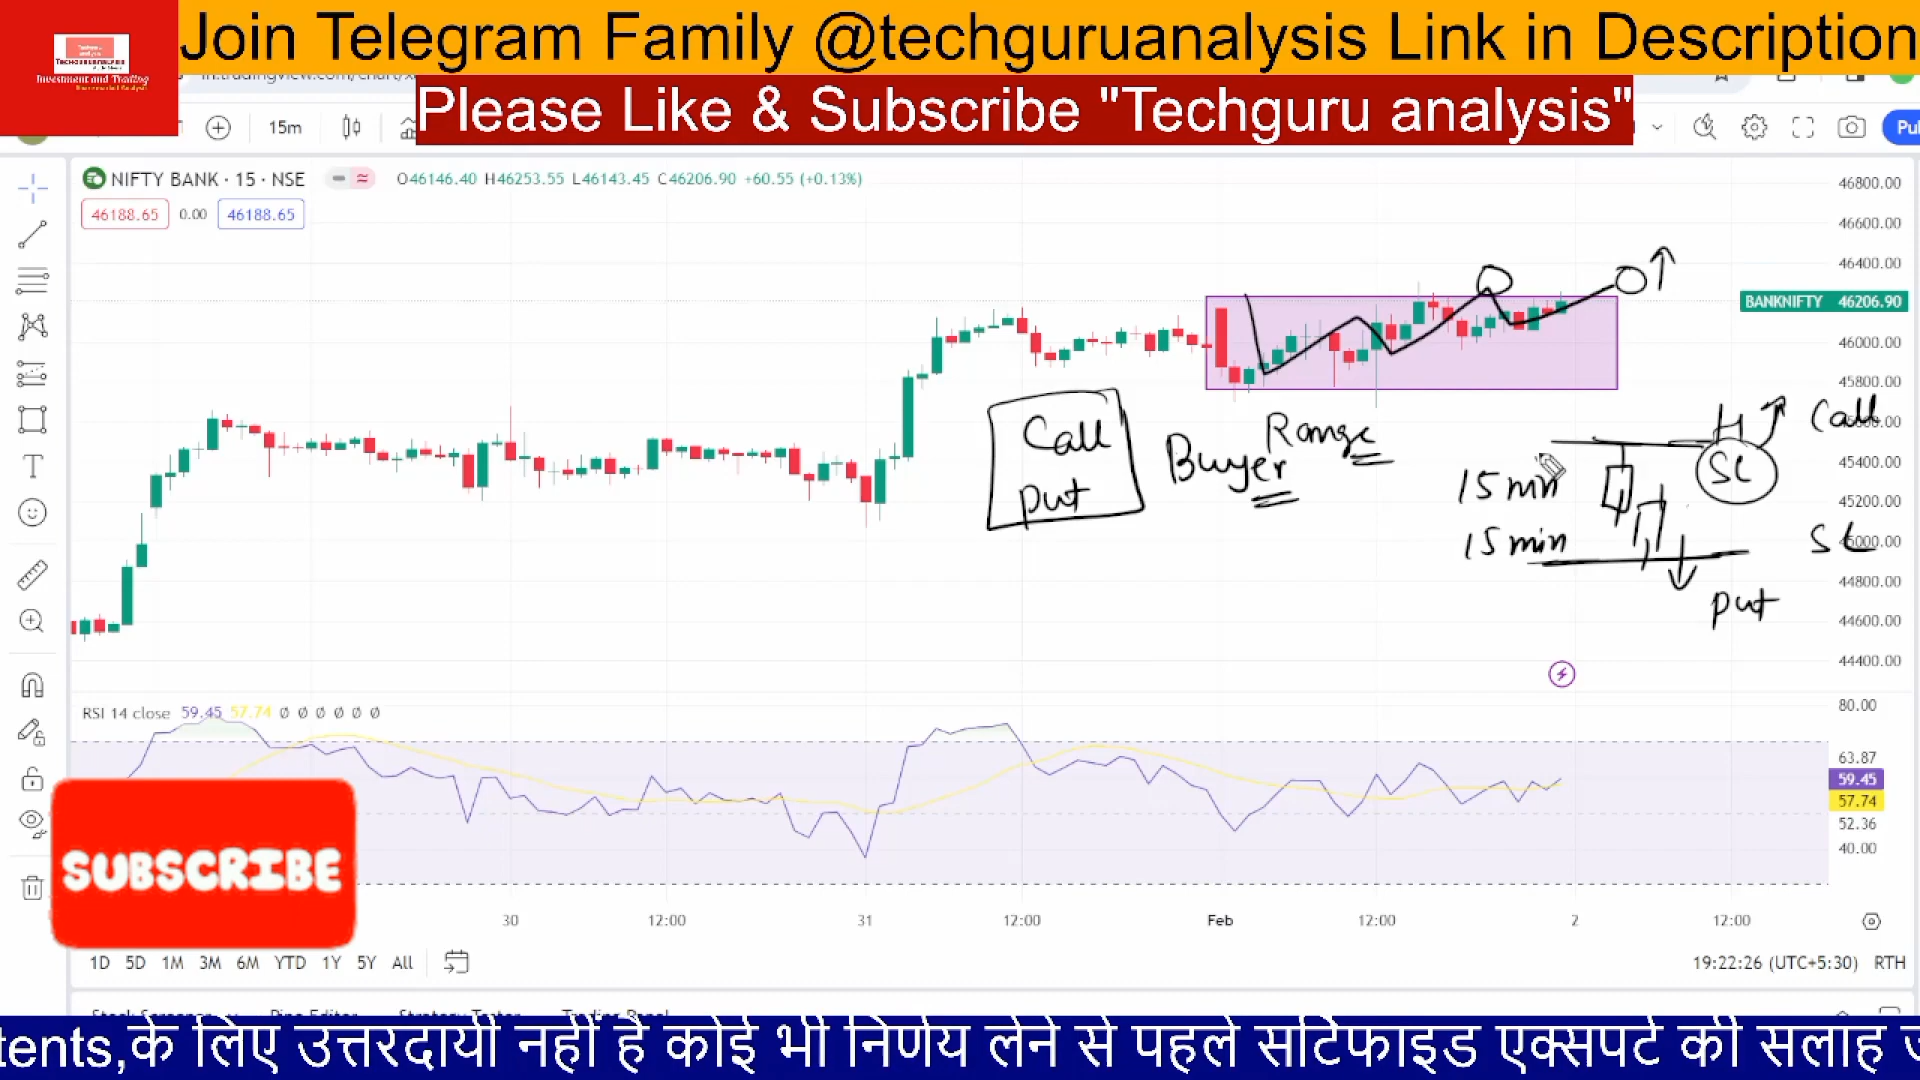 Join Telegram Family @techguruanalysis Link in Description
Please Like & Subscribe "Techguru analysis"
Investment and Trading
15m
NIFTY BANK · 15 · NSE
O46146.40 H46253.55 L46143.45 C46206.90 +60.55 (+0.13%)
46188.65 0.00 46188.65
46800.00
46600.00
46400.00
BANKNIFTY 46206.90
46000.00
45800.00
45400.00
45200.00
45000.00
44800.00
44600.00
44400.00
Call
Put
Buyer
Range
15 min
15 min
H
SL
Call
SL
Put
RSI 14 close 59.45 57.74 Ø Ø Ø Ø Ø Ø
80.00
63.87
59.45
57.74
52.36
40.00
SUBSCRIBE
30 12:00 31 12:00 Feb 12:00 2 12:00
1D 5D 1M 3M 6M YTD 1Y 5Y All
19:22:26 (UTC+5:30) RTH
tents,के लिए उत्तरदायी नहीं है कोई भी निर्णय लेने से पहले सर्टिफाइड एक्सपर्ट की सलाह